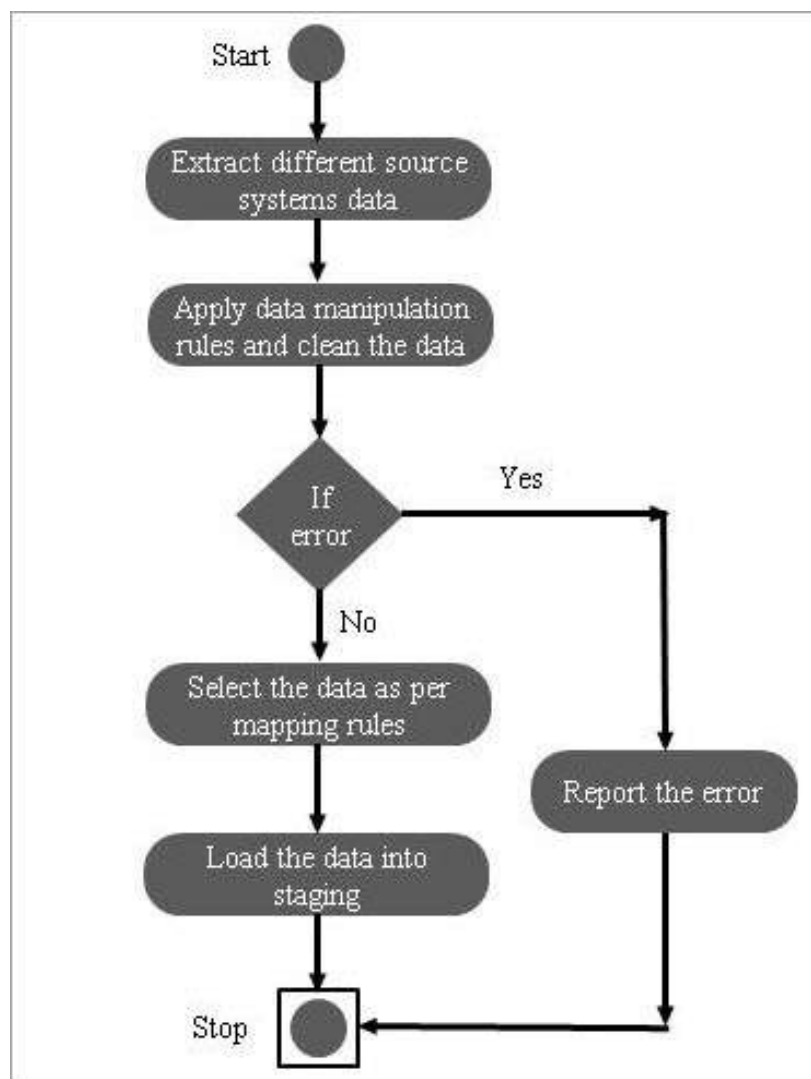 Start
Extract different source
systems data
Apply data manipulation
rules and clean the data
If
error
Yes
No
Select the data as per
mapping rules
Report the error
Load the data into
staging
Stop